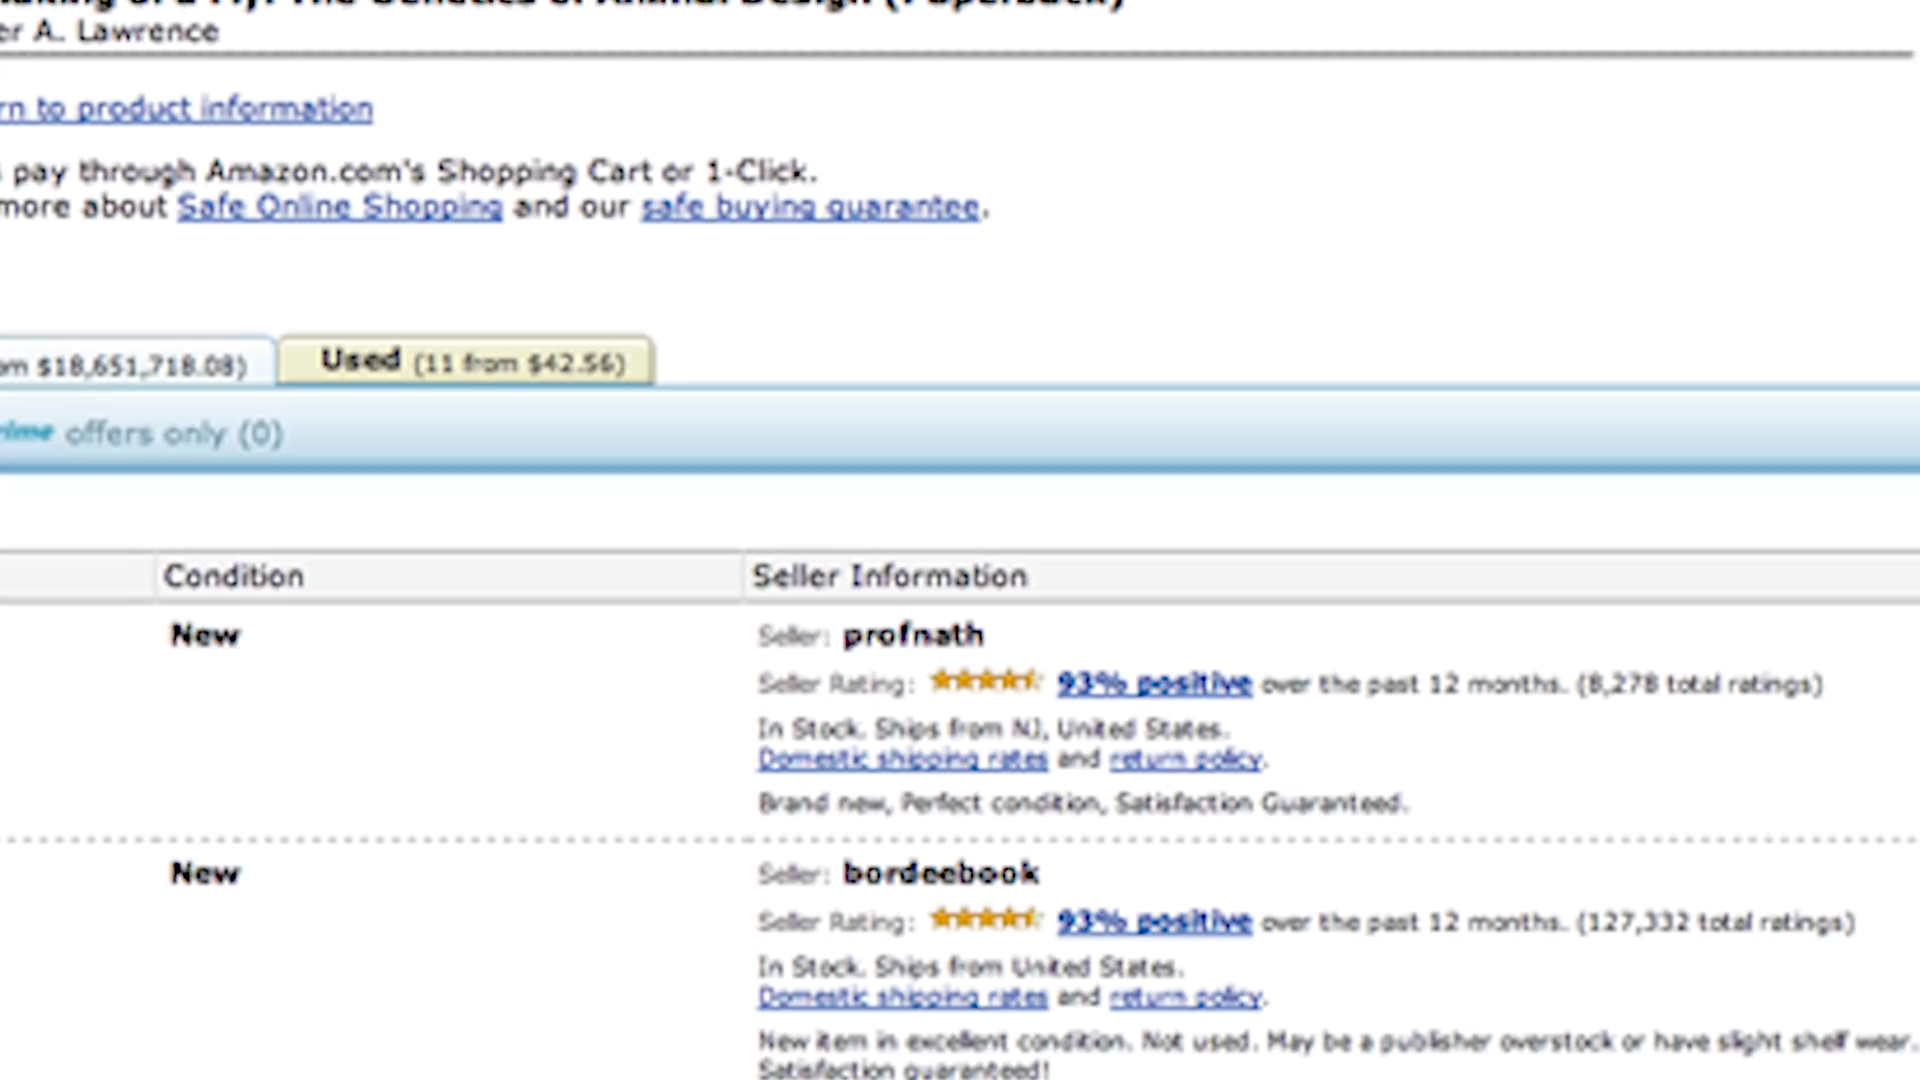 er A. Lawrence
rn to product information
pay through Amazon.com's Shopping Cart or 1-Click.
more about Safe Online Shopping and our safe buying guarantee.
om $18,651,718.08)
Used (11 from $42.56)
rime offers only (0)
Condition Seller Information
New Seller: profnath
Seller Rating: 93% positive over the past 12 months. (8,278 total ratings)
In Stock. Ships from NJ, United States.
Domestic shipping rates and return policy.
Brand new, Perfect condition, Satisfaction Guaranteed.
New Seller: bordeebook
Seller Rating: 93% positive over the past 12 months. (127,332 total ratings)
In Stock. Ships from United States.
Domestic shipping rates and return policy.
New item in excellent condition. Not used. May be a publisher overstock or have slight shelf wear.
Satisfaction guaranteed!